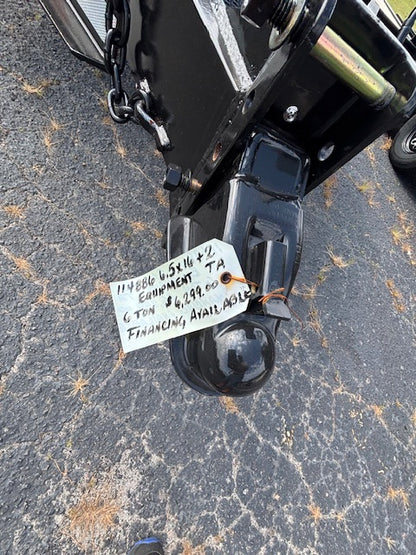 114886 6.5x16+2
EQUIPMENT TA
6 TON $6,299.00
FINANCING AVAILABLE